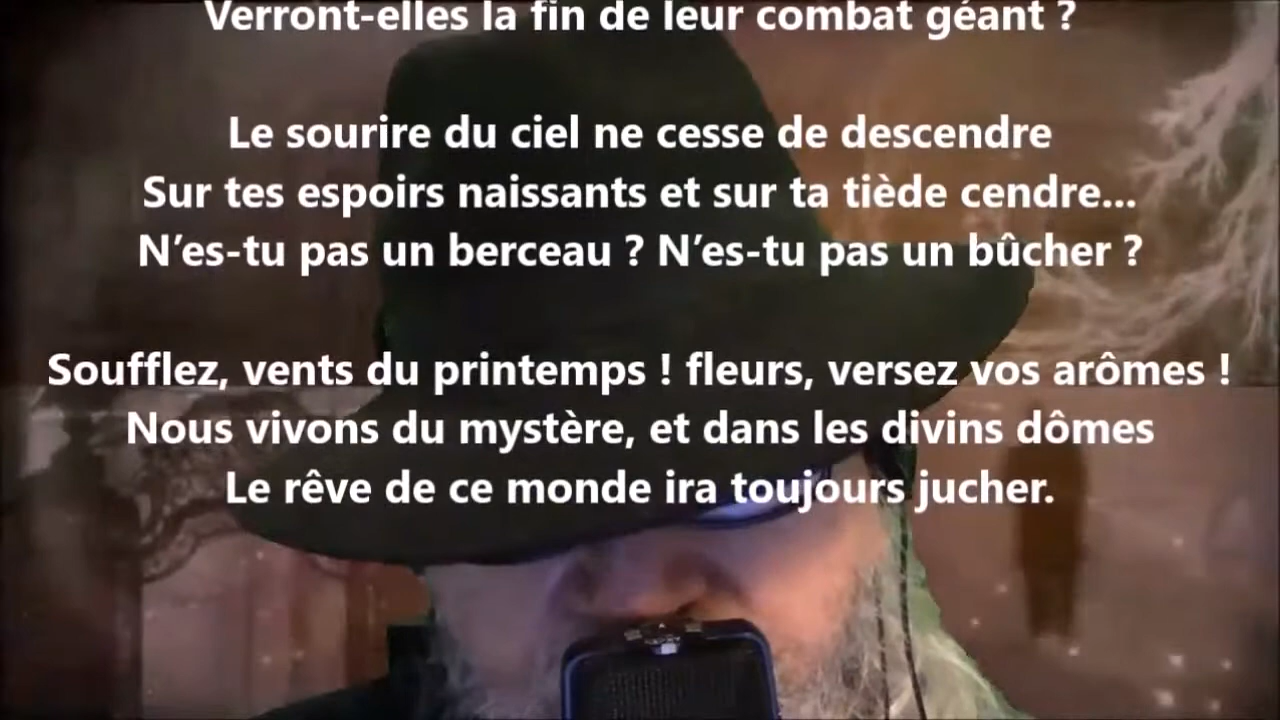 Verront-elles la fin de leur combat géant ?
Le sourire du ciel ne cesse de descendre
Sur tes espoirs naissants et sur ta tiède cendre...
N’es-tu pas un berceau ? N’es-tu pas un bûcher ?
Soufflez, vents du printemps ! fleurs, versez vos arômes !
Nous vivons du mystère, et dans les divins dômes
Le rêve de ce monde ira toujours jucher.